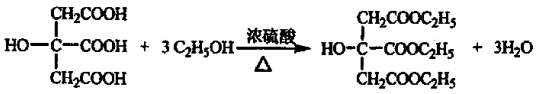 CH₂COOH CH₂COOC₂H₅
HO—C—COOH + 3 C₂H₅OH 浓硫酸 △ HO—C—COOC₂H₅ + 3H₂O
CH₂COOH CH₂COOC₂H₅